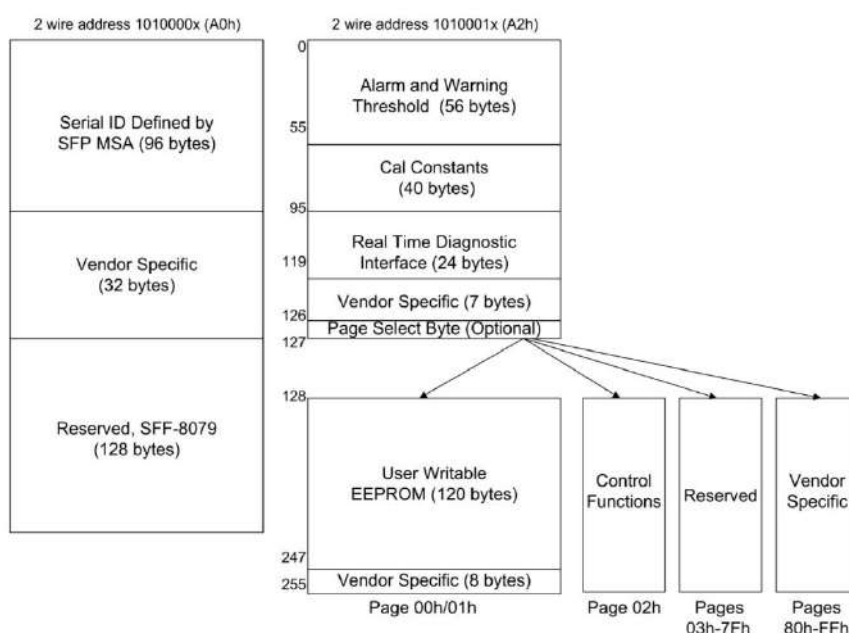 2 wire address 1010000x (A0h)
Serial ID Defined by
SFP MSA (96 bytes)
Vendor Specific
(32 bytes)
Reserved, SFF-8079
(128 bytes)
2 wire address 1010001x (A2h)
0
Alarm and Warning
Threshold (56 bytes)
55
Cal Constants
(40 bytes)
95
Real Time Diagnostic
Interface (24 bytes)
119
Vendor Specific (7 bytes)
126
Page Select Byte (Optional)
127
128
User Writable
EEPROM (120 bytes)
247
Vendor Specific (8 bytes)
255
Page 00h/01h
Control
Functions
Page 02h
Reserved
Pages
03h-7Fh
Vendor
Specific
Pages
80h-FFh